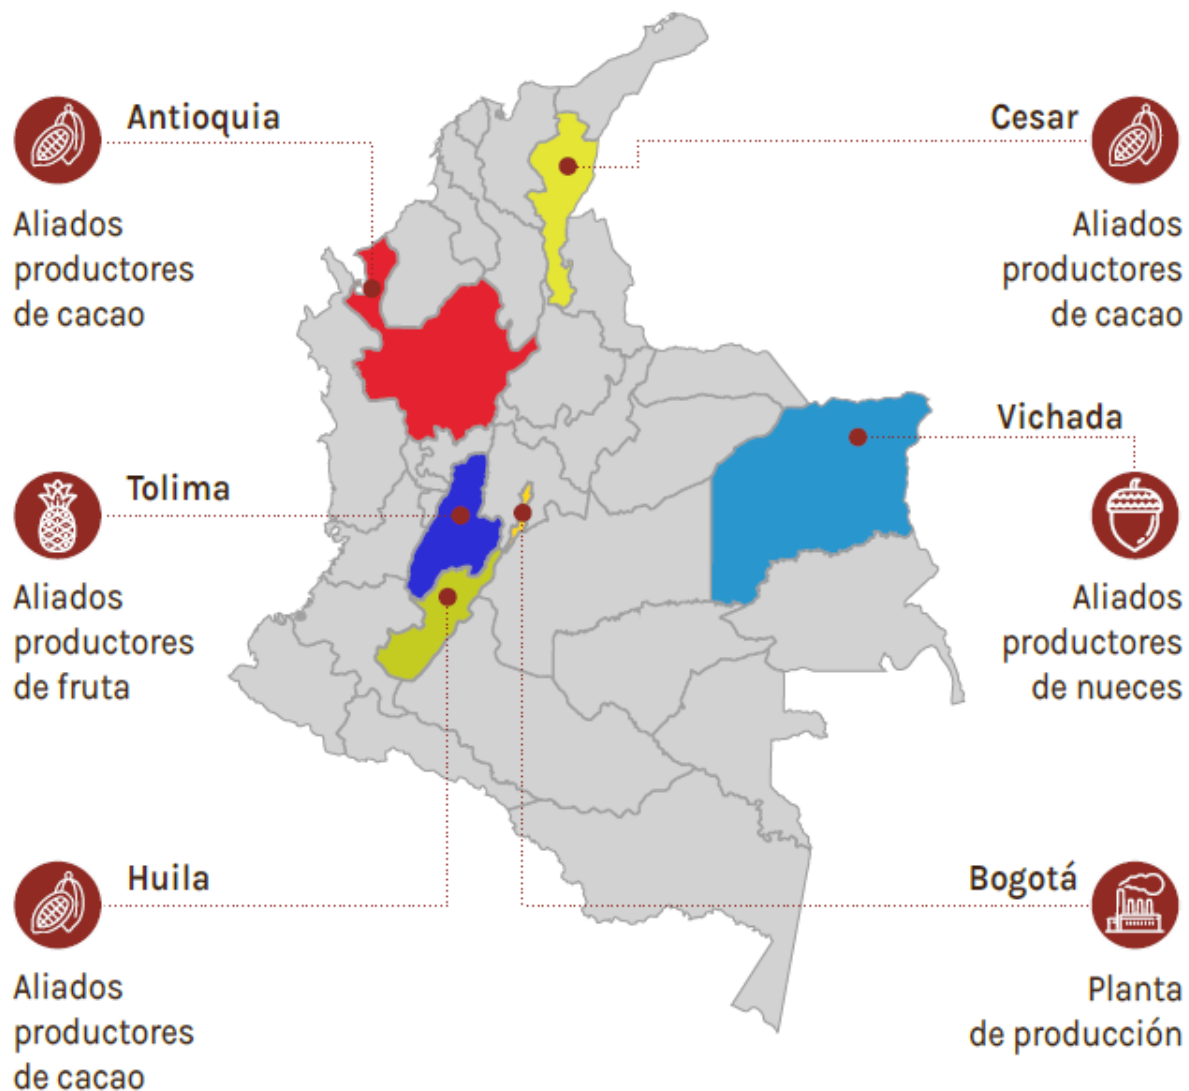 Antioquia
Aliados
productores
de cacao
Cesar
Aliados
productores
de cacao
Tolima
Aliados
productores
de fruta
Vichada
Aliados
productores
de nueces
Huila
Aliados
productores
de cacao
Bogotá
Planta
de producción